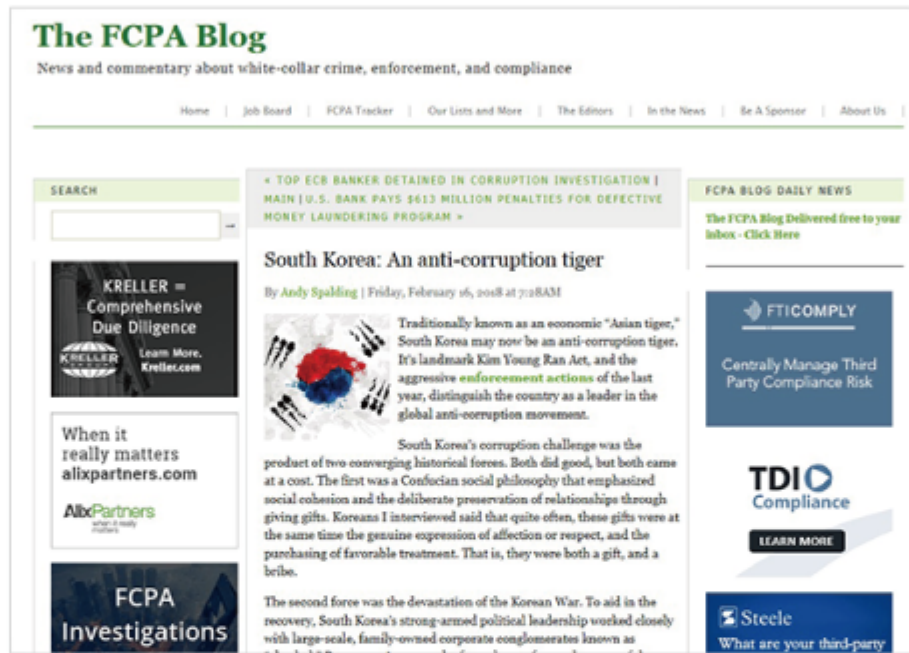 The FCPA Blog
News and commentary about white-collar crime, enforcement, and compliance
Home | Job Board | FCPA Tracker | Our Lists and More | The Editors | In the News | Be A Sponsor | About Us |
SEARCH
→
KRELLER =
Comprehensive
Due Diligence
KRELLER
Learn More.
Kreller.com
When it
really matters
alixpartners.com
AlixPartners
when it really
matters
FCPA
Investigations
« TOP ECB BANKER DETAINED IN CORRUPTION INVESTIGATION |
MAIN | U.S. BANK PAYS $613 MILLION PENALTIES FOR DEFECTIVE
MONEY LAUNDERING PROGRAM »
South Korea: An anti-corruption tiger
By Andy Spalding | Friday, February 16, 2018 at 7:28AM
Traditionally known as an economic “Asian tiger,”
South Korea may now be an anti-corruption tiger.
It's landmark Kim Young Ran Act, and the
aggressive enforcement actions of the last
year, distinguish the country as a leader in the
global anti-corruption movement.
South Korea's corruption challenge was the
product of two converging historical forces. Both did good, but both came
at a cost. The first was a Confucian social philosophy that emphasized
social cohesion and the deliberate preservation of relationships through
giving gifts. Koreans I interviewed said that quite often, these gifts were at
the same time the genuine expression of affection or respect, and the
purchasing of favorable treatment. That is, they were both a gift, and a
bribe.
The second force was the devastation of the Korean War. To aid in the
recovery, South Korea's strong-armed political leadership worked closely
with large-scale, family-owned corporate conglomerates known as
FCPA BLOG DAILY NEWS
The FCPA Blog Delivered free to your
inbox - Click Here
FTI COMPLY
Centrally Manage Third
Party Compliance Risk
TDI
Compliance
LEARN MORE
Steele
What are your third-party